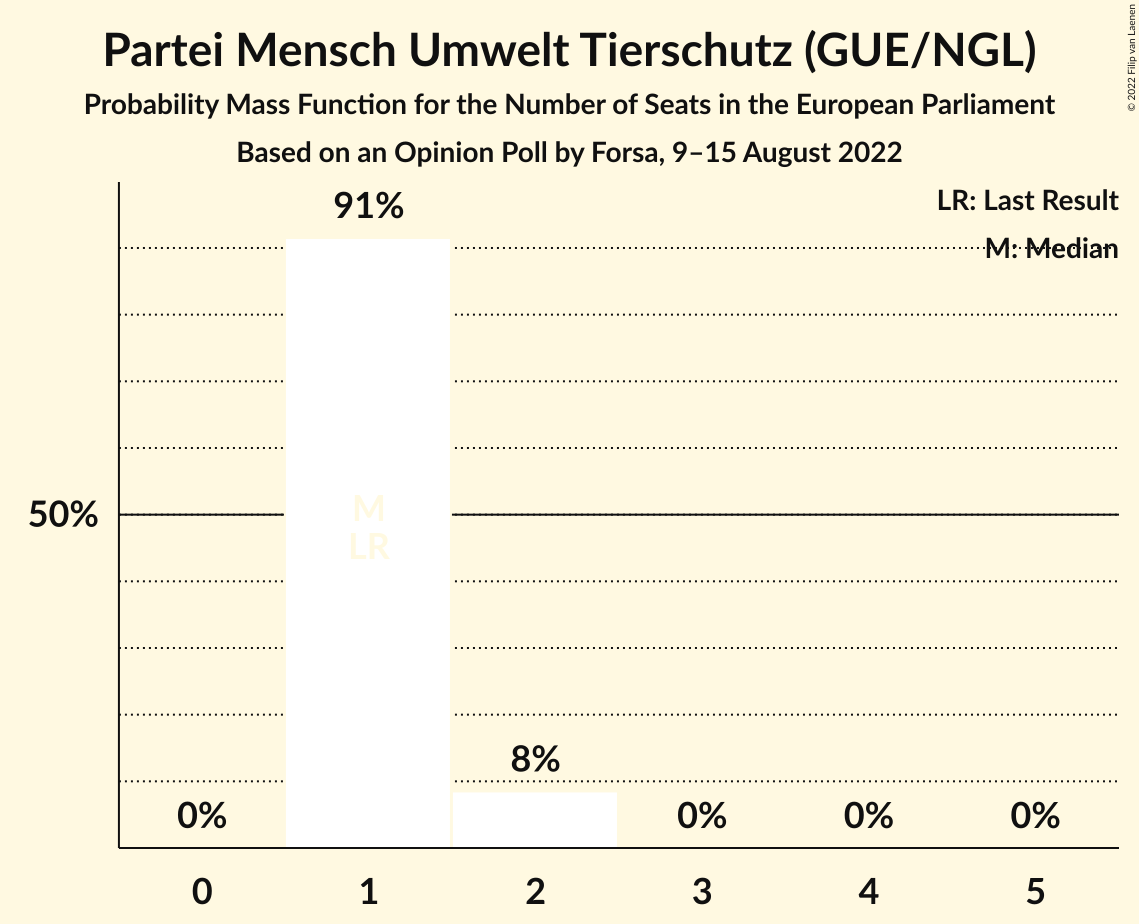 Partei Mensch Umwelt Tierschutz (GUE/NGL)
Probability Mass Function for the Number of Seats in the European Parliament
Based on an Opinion Poll by Forsa, 9–15 August 2022
© 2022 Filip van Laenen
LR: Last Result
M: Median
91%
50%
M
LR
8%
0%
0%
0%
0%
0 1 2 3 4 5